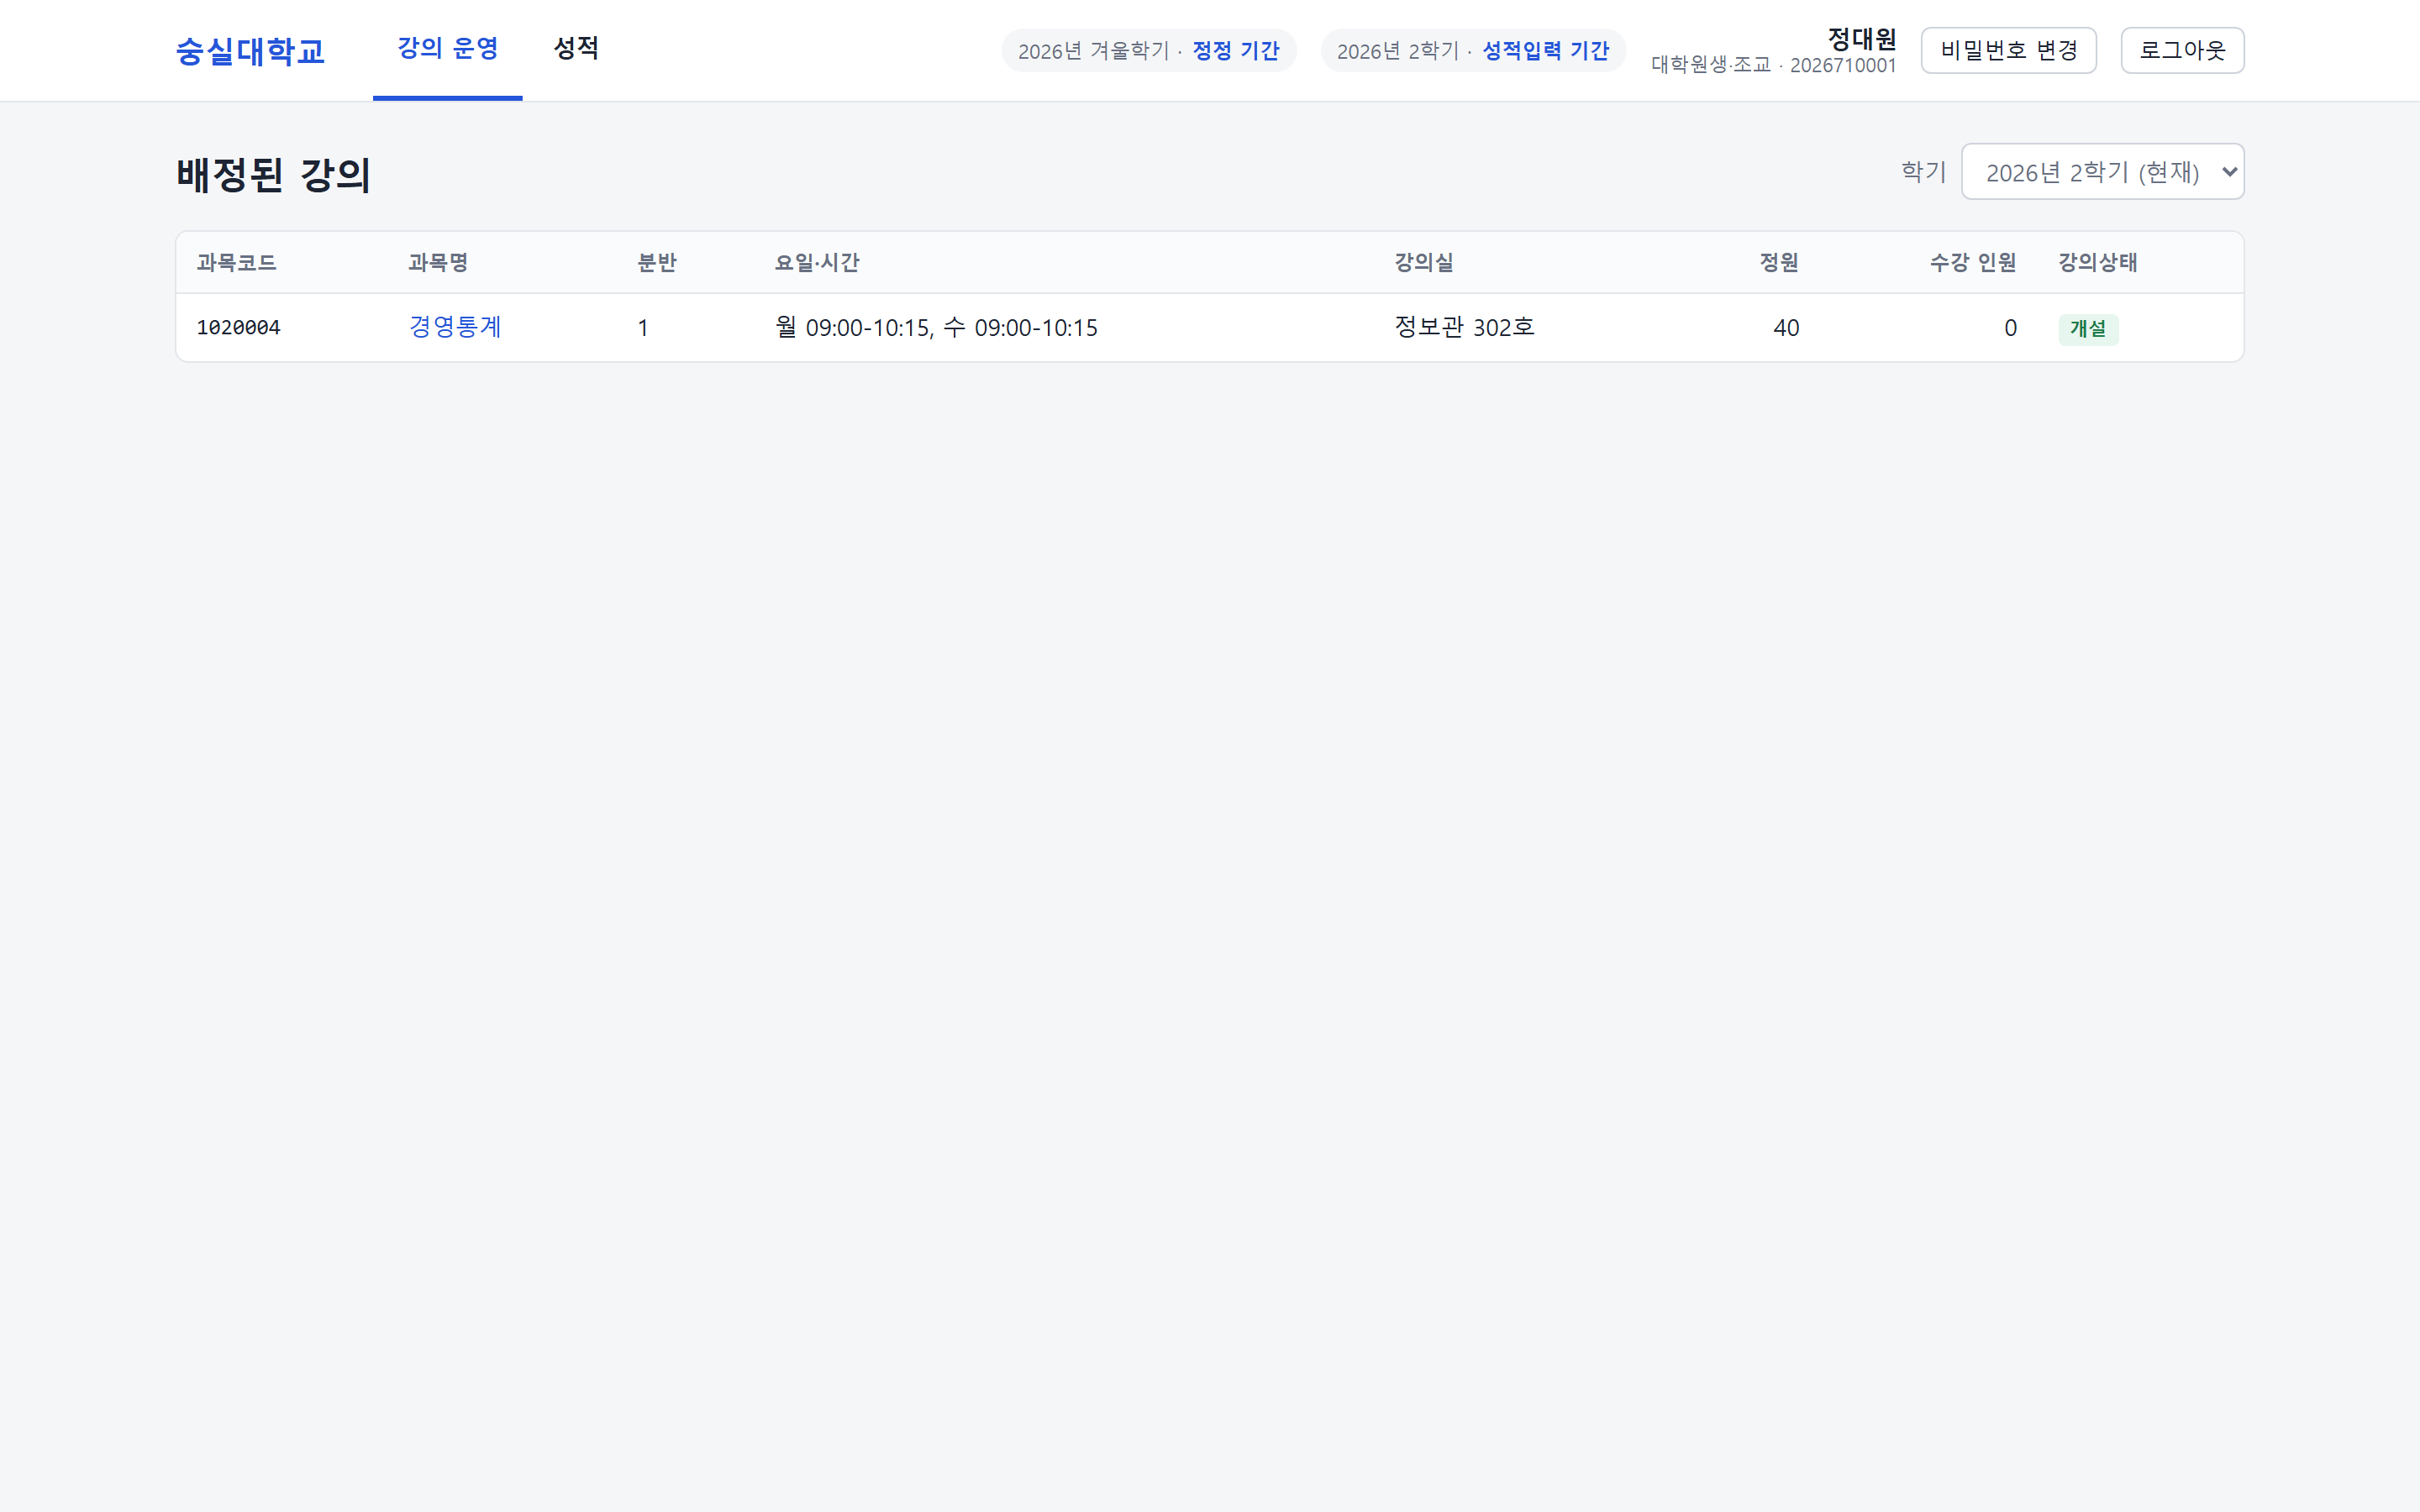 숭실대학교
강의 운영
성적
2026년 겨울학기 · 정정 기간
2026년 2학기 · 성적입력 기간
정대원
대학원생·조교 · 2026710001
비밀번호 변경
로그아웃
배정된 강의
학기 2026년 2학기 (현재)
과목코드 과목명 분반 요일·시간 강의실 정원 수강 인원 강의상태
1020004 경영통계 1 월 09:00-10:15, 수 09:00-10:15 정보관 302호 40 0 개설